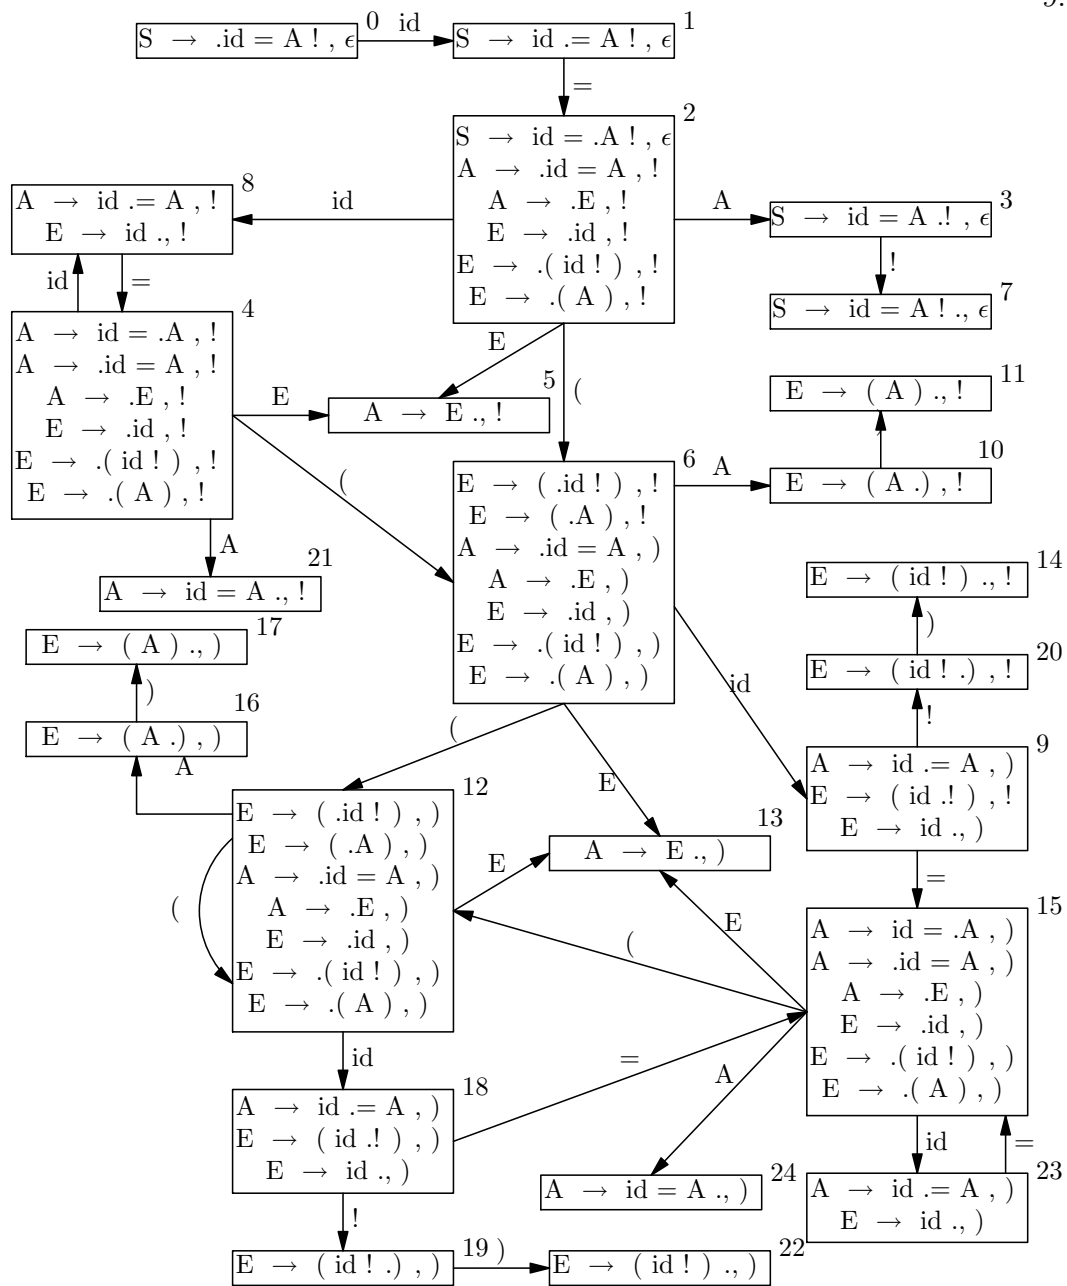 9.
0
id
1
S → .id = A ! , ϵ
S → id .= A ! , ϵ
=
2
S → id = .A ! , ϵ
A → .id = A , !
A → .E , !
E → .id , !
E → .( id ! ) , !
E → .( A ) , !
8
A → id .= A , !
E → id ., !
id
A
3
S → id = A .! , ϵ
!
7
S → id = A ! ., ϵ
id
=
4
A → id = .A , !
A → .id = A , !
A → .E , !
E → .id , !
E → .( id ! ) , !
E → .( A ) , !
E
E
(
5
A → E ., !
11
E → ( A ) ., !
)
10
E → ( A .) , !
(
6
A
E → ( .id ! ) , !
E → ( .A ) , !
A → .id = A , )
A → .E , )
E → .id , )
E → .( id ! ) , )
E → .( A ) , )
A
21
A → id = A ., !
14
E → ( id ! ) ., !
)
20
E → ( id ! .) , !
!
17
E → ( A ) ., )
)
16
E → ( A .) , )
A
id
9
A → id .= A , )
E → ( id .! ) , !
E → id ., )
(
E
12
E → ( .id ! ) , )
E → ( .A ) , )
A → .id = A , )
A → .E , )
E → .id , )
E → .( id ! ) , )
E → .( A ) , )
(
E
13
A → E ., )
=
15
A → id = .A , )
A → .id = A , )
A → .E , )
E → .id , )
E → .( id ! ) , )
E → .( A ) , )
E
(
id
=
A
18
A → id .= A , )
E → ( id .! ) , )
E → id ., )
id
=
23
A → id .= A , )
E → id ., )
24
A → id = A ., )
!
19
E → ( id ! .) , )
)
22
E → ( id ! ) ., )